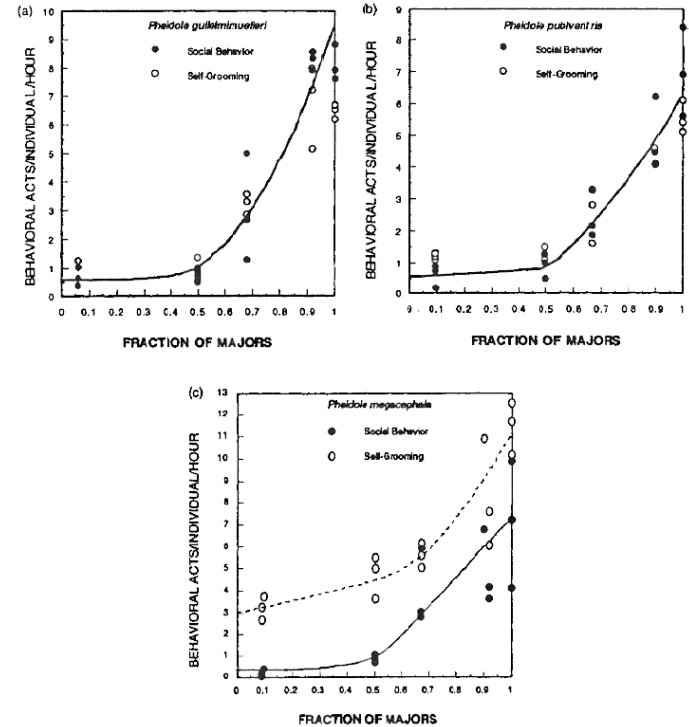 (a)
Pheidole guilelmimuelleri
Social Behavior
Self-Grooming
BEHAVIORAL ACTS/INDIVIDUAL/HOUR
10
9
8
7
6
5
4
3
2
1
0
0 0.1 0.2 0.3 0.4 0.5 0.6 0.7 0.8 0.9 1
FRACTION OF MAJORS
(b)
Pheidole pubiventris
Social Behavior
Self-Grooming
BEHAVIORAL ACTS/INDIVIDUAL/HOUR
9
8
7
6
5
4
3
2
1
0
0.1 0.2 0.3 0.4 0.5 0.6 0.7 0.8 0.9 1
FRACTION OF MAJORS
(c)
Pheidole megacephala
Social Behavior
Self-Grooming
BEHAVIORAL ACTS/INDIVIDUAL/HOUR
13
12
11
10
9
8
7
6
5
4
3
2
1
0
0 0.1 0.2 0.3 0.4 0.5 0.6 0.7 0.8 0.9 1
FRACTION OF MAJORS